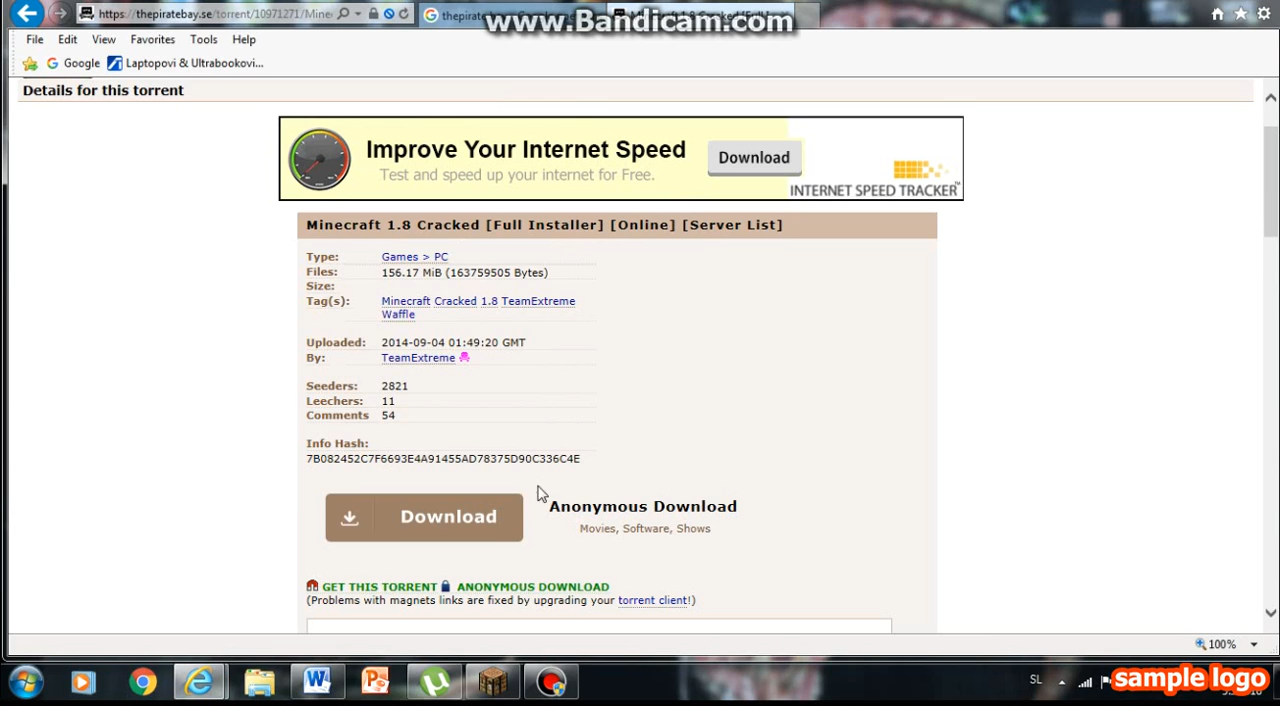 https://thepiratebay.se/torrent/10971271/Mine
www.Bandicam.com
File Edit View Favorites Tools Help
Google Laptopovi & Ultrabookovi...
Details for this torrent
Improve Your Internet Speed
Test and speed up your internet for Free.
Download
INTERNET SPEED TRACKER
Minecraft 1.8 Cracked [Full Installer] [Online] [Server List]
Type: Games > PC
Files: 156.17 MiB (163759505 Bytes)
Size:
Tag(s): Minecraft Cracked 1.8 TeamExtreme
Waffle
Uploaded: 2014-09-04 01:49:20 GMT
By: TeamExtreme
Seeders: 2821
Leechers: 11
Comments 54
Info Hash:
7B082452C7F6693E4A91455AD78375D90C336C4E
Download
Anonymous Download
Movies, Software, Shows
GET THIS TORRENT ANONYMOUS DOWNLOAD
(Problems with magnets links are fixed by upgrading your torrent client!)
100%
SL
sample logo